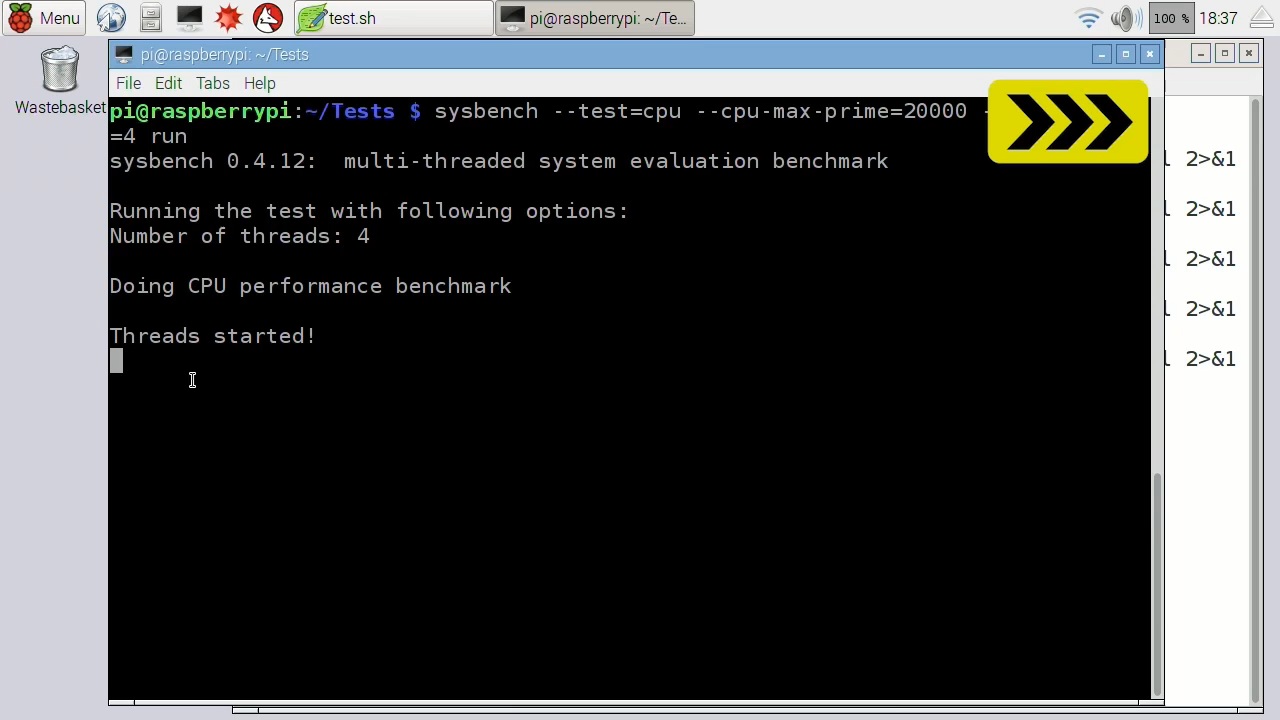 Menu
test.sh
pi@raspberrypi: ~/Te...
100 %
18:37
Wastebasket
pi@raspberrypi: ~/Tests
File Edit Tabs Help
pi@raspberrypi:~/Tests $ sysbench --test=cpu --cpu-max-prime=20000 -
=4 run
sysbench 0.4.12:  multi-threaded system evaluation benchmark
Running the test with following options:
Number of threads: 4
Doing CPU performance benchmark
Threads started!
l 2>&1
l 2>&1
l 2>&1
l 2>&1
l 2>&1